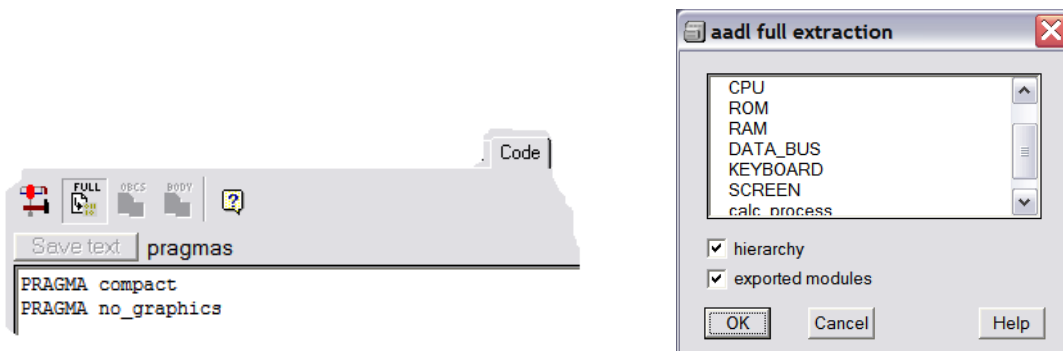 Code
FULL OBCS BODY
Save text pragmas
PRAGMA compact
PRAGMA no_graphics
aadl full extraction
CPU
ROM
RAM
DATA_BUS
KEYBOARD
SCREEN
calc_process
hierarchy
exported modules
OK Cancel Help